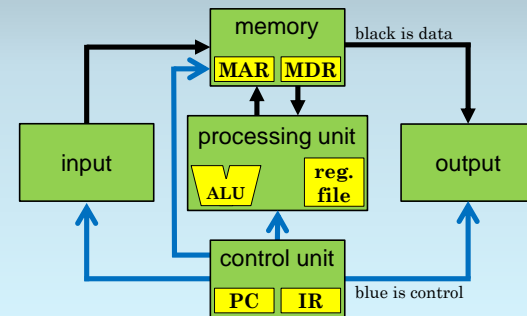 memory
black is data
MAR MDR
processing unit
input
output
ALU
reg.
file
control unit
blue is control
PC IR